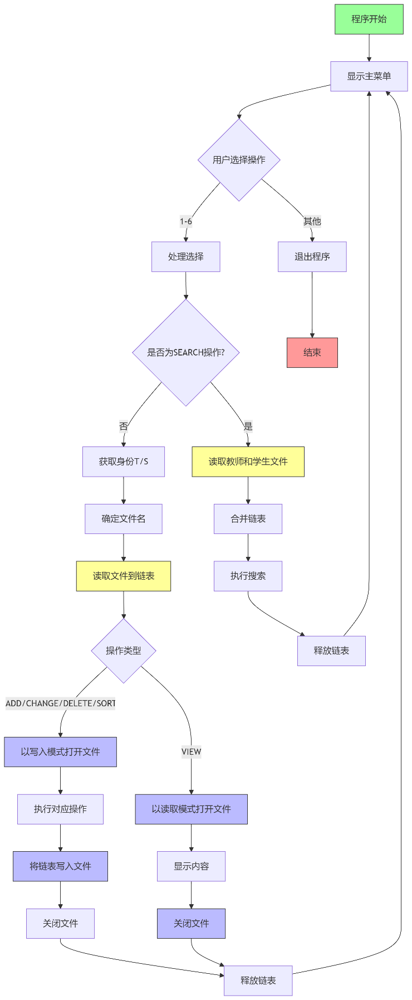 程序开始
显示主菜单
用户选择操作
1-6
其他
处理选择
退出程序
是否为SEARCH操作?
结束
否
是
获取身份T/S
读取教师和学生文件
确定文件名
合并链表
读取文件到链表
执行搜索
操作类型
释放链表
ADD/CHANGE/DELETE/SORT
VIEW
以写入模式打开文件
以读取模式打开文件
执行对应操作
显示内容
将链表写入文件
关闭文件
关闭文件
释放链表